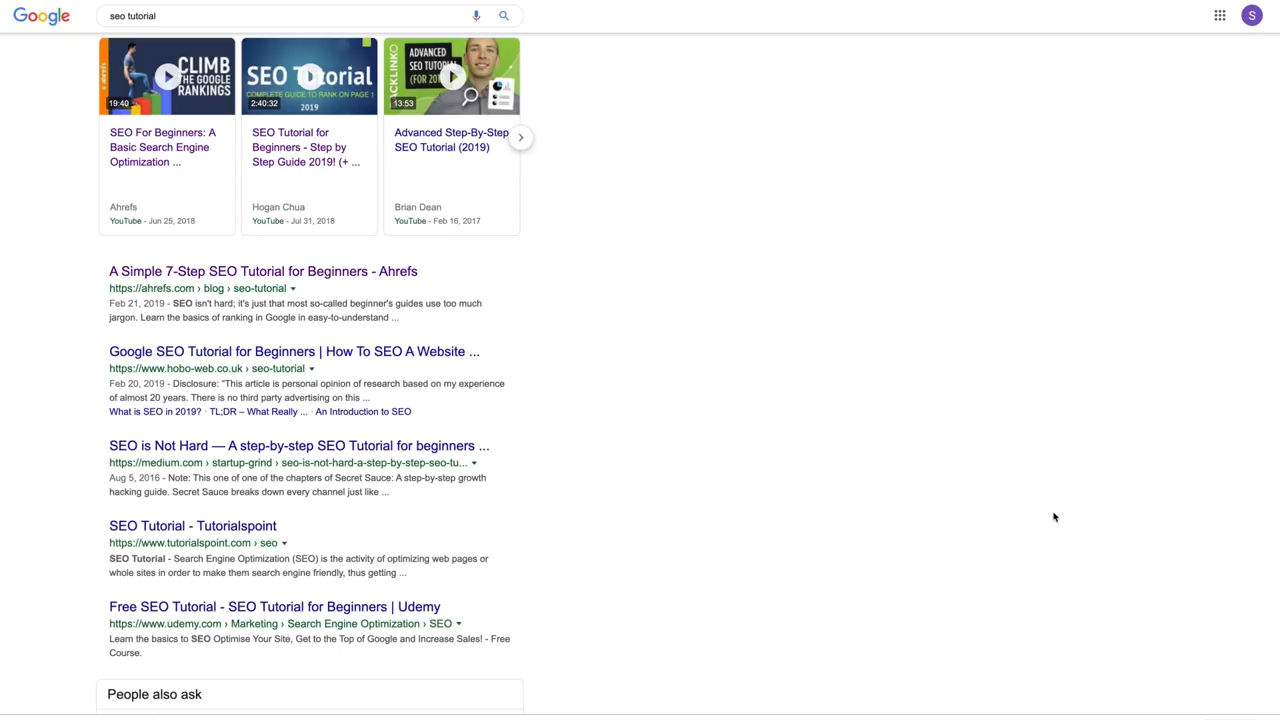 Google
seo tutorial
S
CLIMB
THE GOOGLE
RANKINGS
19:40
SEO Tutorial
COMPLETE GUIDE TO RANK ON PAGE 1
2019
2:40:32
ADVANCED
SEO TUTORIAL
(FOR 201
13:53
SEO For Beginners: A
Basic Search Engine
Optimization ...
Ahrefs
YouTube - Jun 25, 2018
SEO Tutorial for
Beginners - Step by
Step Guide 2019! (+ ...
Hogan Chua
YouTube - Jul 31, 2018
Advanced Step-By-Step
SEO Tutorial (2019)
Brian Dean
YouTube - Feb 16, 2017
A Simple 7-Step SEO Tutorial for Beginners - Ahrefs
https://ahrefs.com › blog › seo-tutorial
Feb 21, 2019 - SEO isn't hard; it's just that most so-called beginner's guides use too much
jargon. Learn the basics of ranking in Google in easy-to-understand ...
Google SEO Tutorial for Beginners | How To SEO A Website ...
https://www.hobo-web.co.uk › seo-tutorial
Feb 20, 2019 - Disclosure: "This article is personal opinion of research based on my experience
of almost 20 years. There is no third party advertising on this ...
What is SEO in 2019? · TL;DR – What Really ... · An Introduction to SEO
SEO is Not Hard — A step-by-step SEO Tutorial for beginners ...
https://medium.com › startup-grind › seo-is-not-hard-a-step-by-step-seo-tu...
Aug 5, 2016 - Note: This one of one of the chapters of Secret Sauce: A step-by-step growth
hacking guide. Secret Sauce breaks down every channel just like ...
SEO Tutorial - Tutorialspoint
https://www.tutorialspoint.com › seo
SEO Tutorial - Search Engine Optimization (SEO) is the activity of optimizing web pages or
whole sites in order to make them search engine friendly, thus getting ...
Free SEO Tutorial - SEO Tutorial for Beginners | Udemy
https://www.udemy.com › Marketing › Search Engine Optimization › SEO
Learn the basics to SEO Optimise Your Site, Get to the Top of Google and Increase Sales! - Free
Course.
People also ask